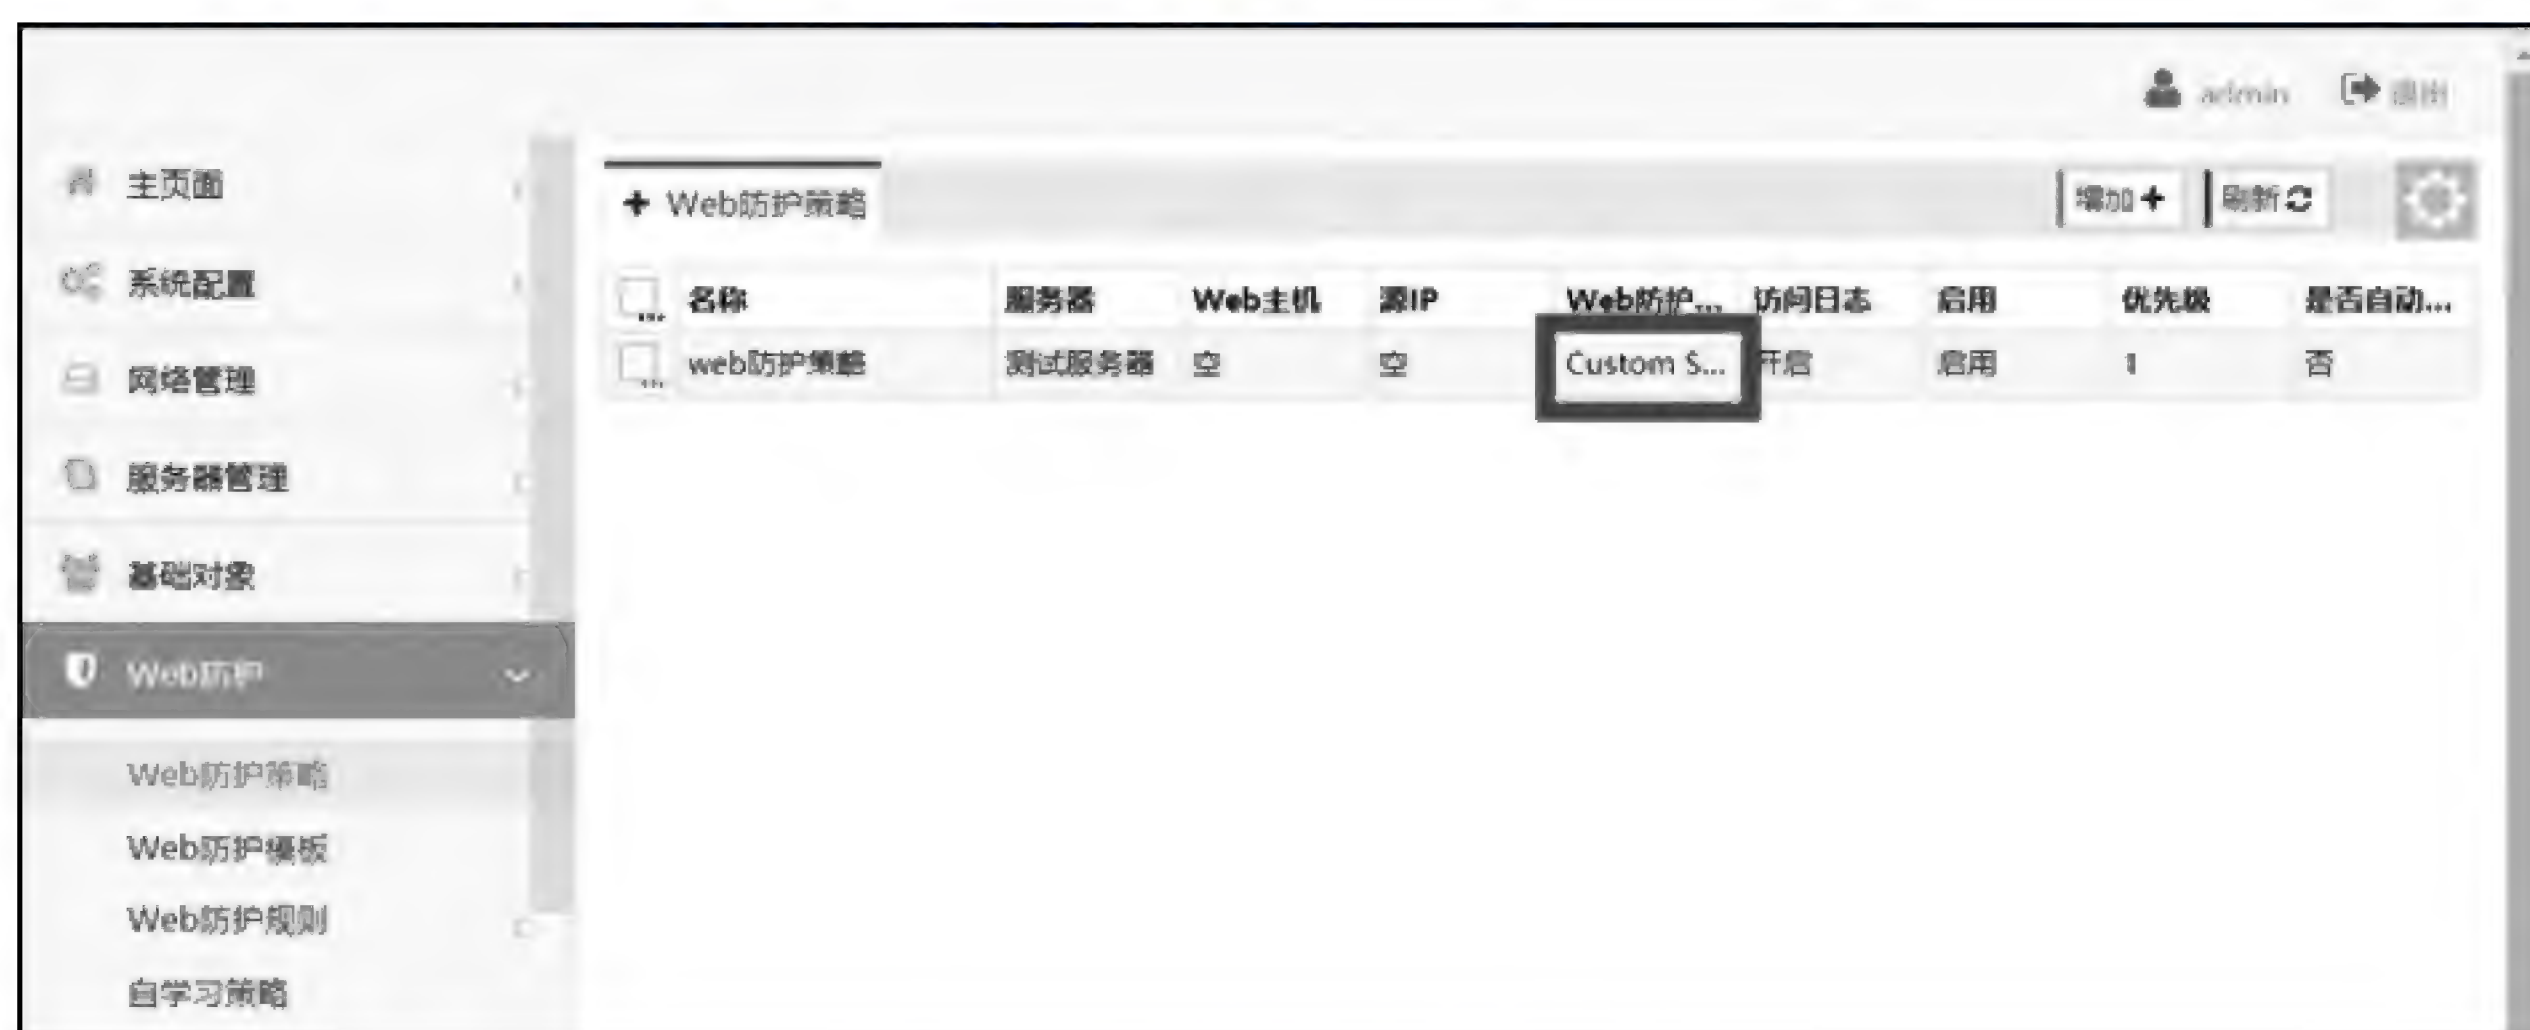 admin 退出
主页面
系统配置
网络管理
服务器管理
基础对象
Web防护
Web防护策略
Web防护模板
Web防护规则
自学习策略
Web防护策略
增加 刷新
名称 服务器 Web主机 源IP Web防护... 访问日志 启用 优先级 是否自动...
web防护策略 测试服务器 空 空 Custom S... 开启 启用 1 否